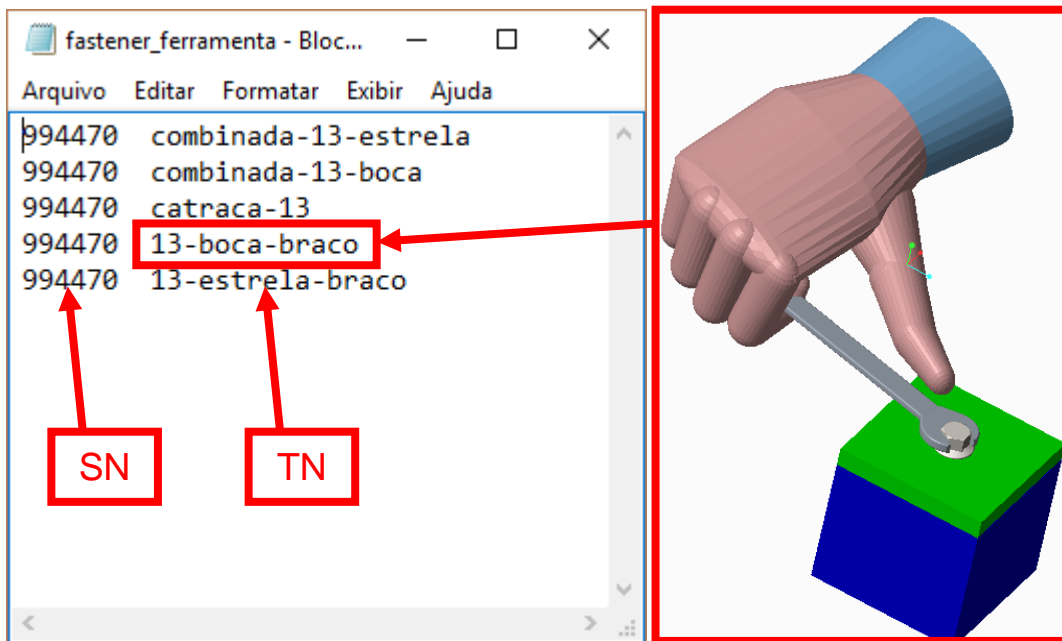 fastener_ferramenta - Bloc...
Arquivo Editar Formatar Exibir Ajuda
994470 combinada-13-estrela
994470 combinada-13-boca
994470 catraca-13
994470 13-boca-braco
994470 13-estrela-braco
SN TN